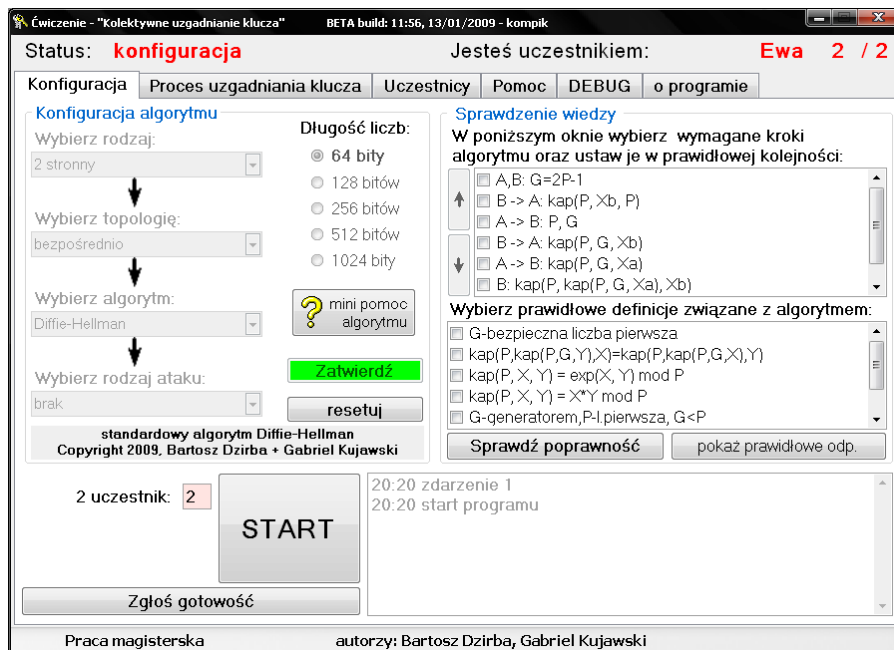 Ćwiczenie - "Kolektywne uzgadnianie klucza" BETA build: 11:56, 13/01/2009 - kompik
Status: konfiguracja Jesteś uczestnikiem: Ewa 2 / 2
Konfiguracja Proces uzgadniania klucza Uczestnicy Pomoc DEBUG o programie
Konfiguracja algorytmu
Wybierz rodzaj:
2 stronny
Wybierz topologię:
bezpośrednio
Wybierz algorytm:
Diffie-Hellman
Wybierz rodzaj ataku:
brak
Długość liczb:
64 bity
128 bitów
256 bitów
512 bitów
1024 bity
mini pomoc
algorytmu
Zatwierdź
resetuj
standardowy algorytm Diffie-Hellman
Copyright 2009, Bartosz Dzirba + Gabriel Kujawski
Sprawdzenie wiedzy
W poniższym oknie wybierz wymagane kroki
algorytmu oraz ustaw je w prawidłowej kolejności:
A,B: G=2P-1
B -> A: kap(P, Xb, P)
A -> B: P, G
B -> A: kap(P, G, Xb)
A -> B: kap(P, G, Xa)
B: kap(P, kap(P, G, Xa), Xb)
Wybierz prawidłowe definicje związane z algorytmem:
G-bezpieczna liczba pierwsza
kap(P,kap(P,G,Y),X)=kap(P,kap(P,G,X),Y)
kap(P, X, Y) = exp(X, Y) mod P
kap(P, X, Y) = X*Y mod P
G-generatorem,P-l.pierwsza, G<P
Sprawdź poprawność pokaż prawidłowe odp.
2 uczestnik: 2
START
Zgłoś gotowość
20:20 zdarzenie 1
20:20 start programu
Praca magisterska autorzy: Bartosz Dzirba, Gabriel Kujawski